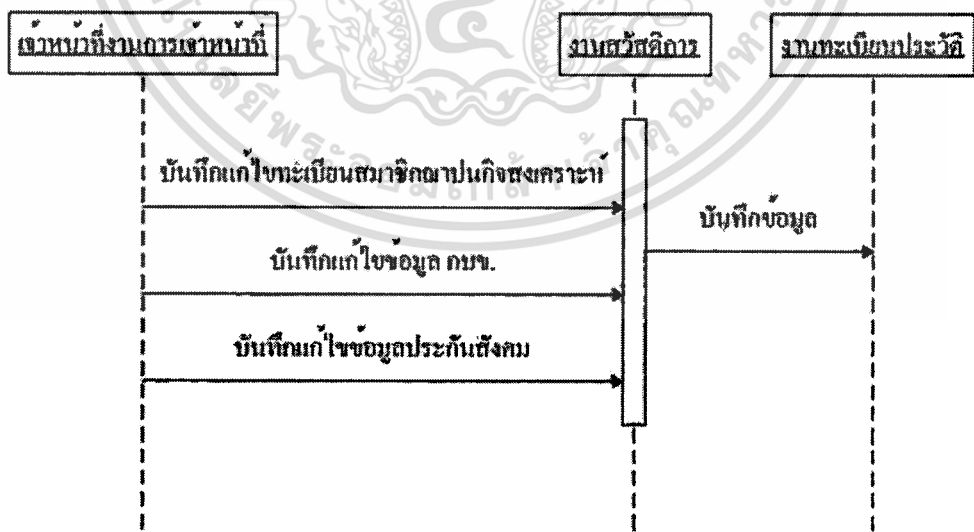 เจ้าหน้าที่งานการเจ้าหน้าที่
งานสวัสดิการ
งานทะเบียนประวัติ
บันทึกแก้ไขทะเบียนสมาชิกฌาปนกิจสงเคราะห์
บันทึกข้อมูล
บันทึกแก้ไขข้อมูล กบข.
บันทึกแก้ไขข้อมูลประกันสังคม